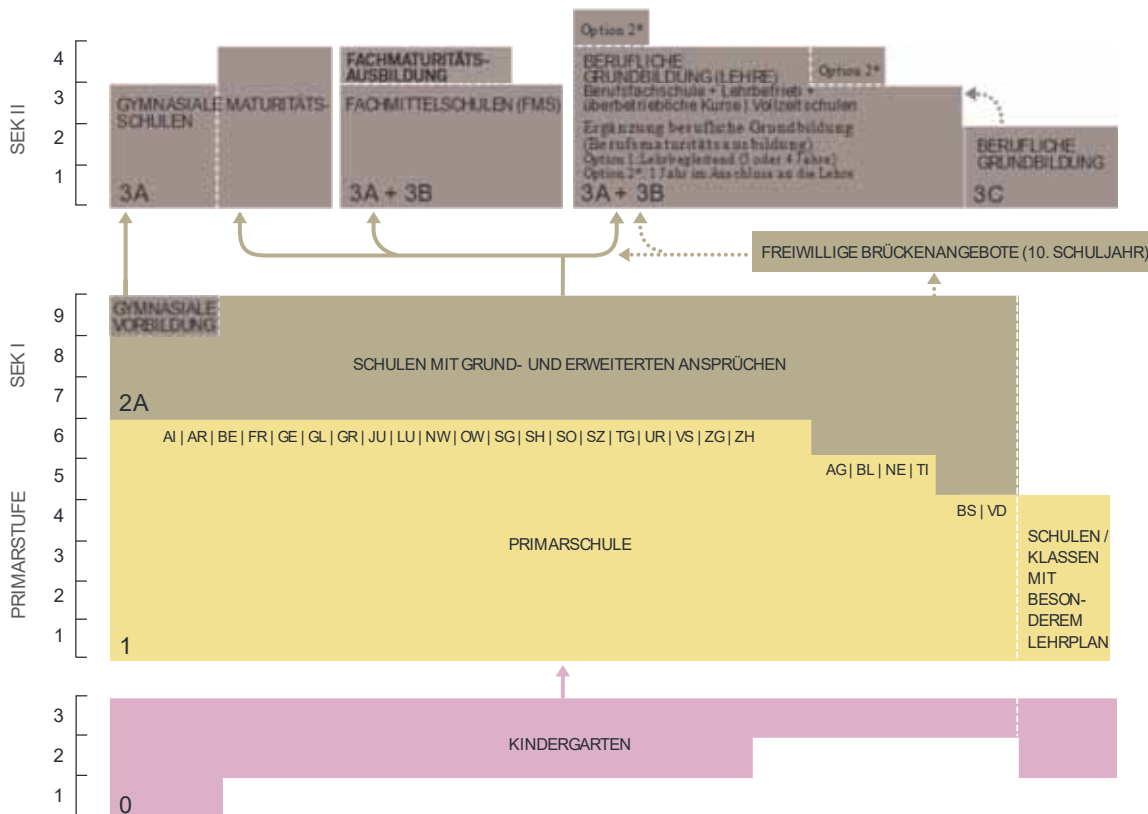 Option 2*
SEK II
4
3
2
1
GYMNASIALE MATURITÄTS-
SCHULEN
3A
FACHMATURITÄTS-
AUSBILDUNG
FACHMITTELSCHULEN (FMS)
3A + 3B
BERUFLICHE
GRUNDBILDUNG (LEHRE)
Berufsfachschule + Lehrbetrieb +
überbetriebliche Kurse | Vollzeitschulen
Ergänzung berufliche Grundbildung
(Berufsmaturitätsausbildung)
Option 1: Lehrbegleitend (3 oder 4 Jahre)
Option 2*: 1 Jahr im Anschluss an die Lehre
3A + 3B
Option 2*
BERUFLICHE
GRUNDBILDUNG
3C
FREIWILLIGE BRÜCKENANGEBOTE (10. SCHULJAHR)
SEK I
9
8
7
GYMNASIALE
VORBILDUNG
SCHULEN MIT GRUND- UND ERWEITERTEN ANSPRÜCHEN
2A
PRIMARSTUFE
6
5
4
3
2
1
AI | AR | BE | FR | GE | GL | GR | JU | LU | NW | OW | SG | SH | SO | SZ | TG | UR | VS | ZG | ZH
AG | BL | NE | TI
BS | VD
PRIMARSCHULE
1
SCHULEN /
KLASSEN
MIT
BESON-
DEREM
LEHRPLAN
3
2
1
KINDERGARTEN
0